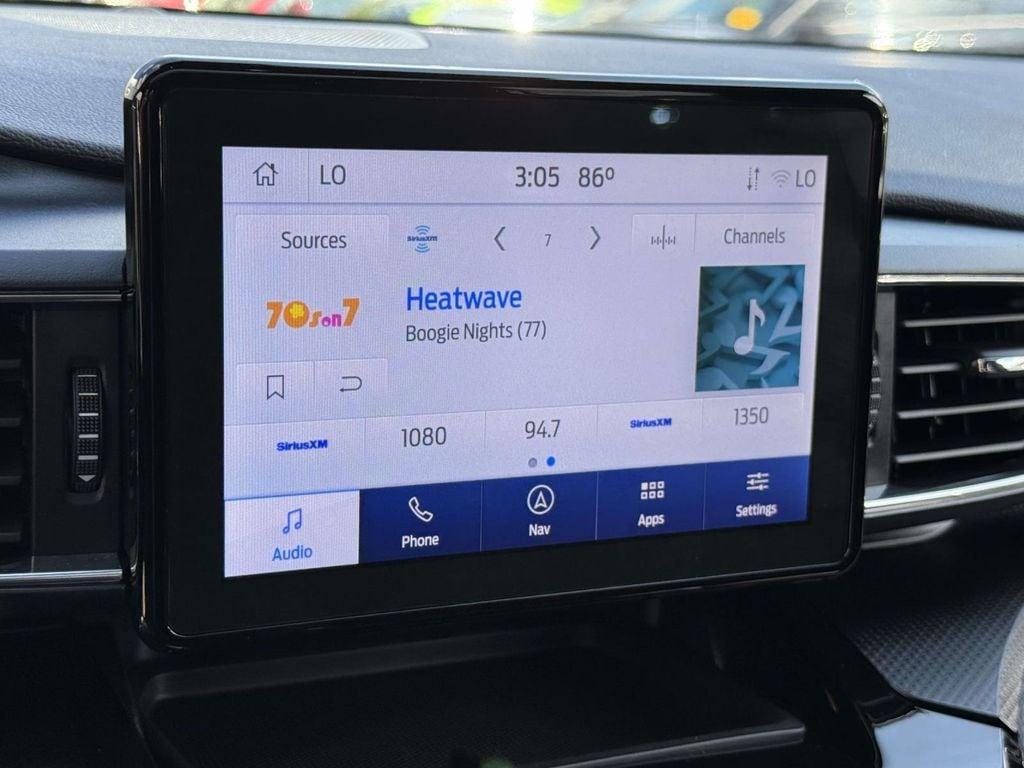 LO 3:05 86° LO
Sources SiriusXM 7 Channels
70s on 7
Heatwave
Boogie Nights (77)
SiriusXM 1080 94.7 SiriusXM 1350
Audio Phone Nav Apps Settings